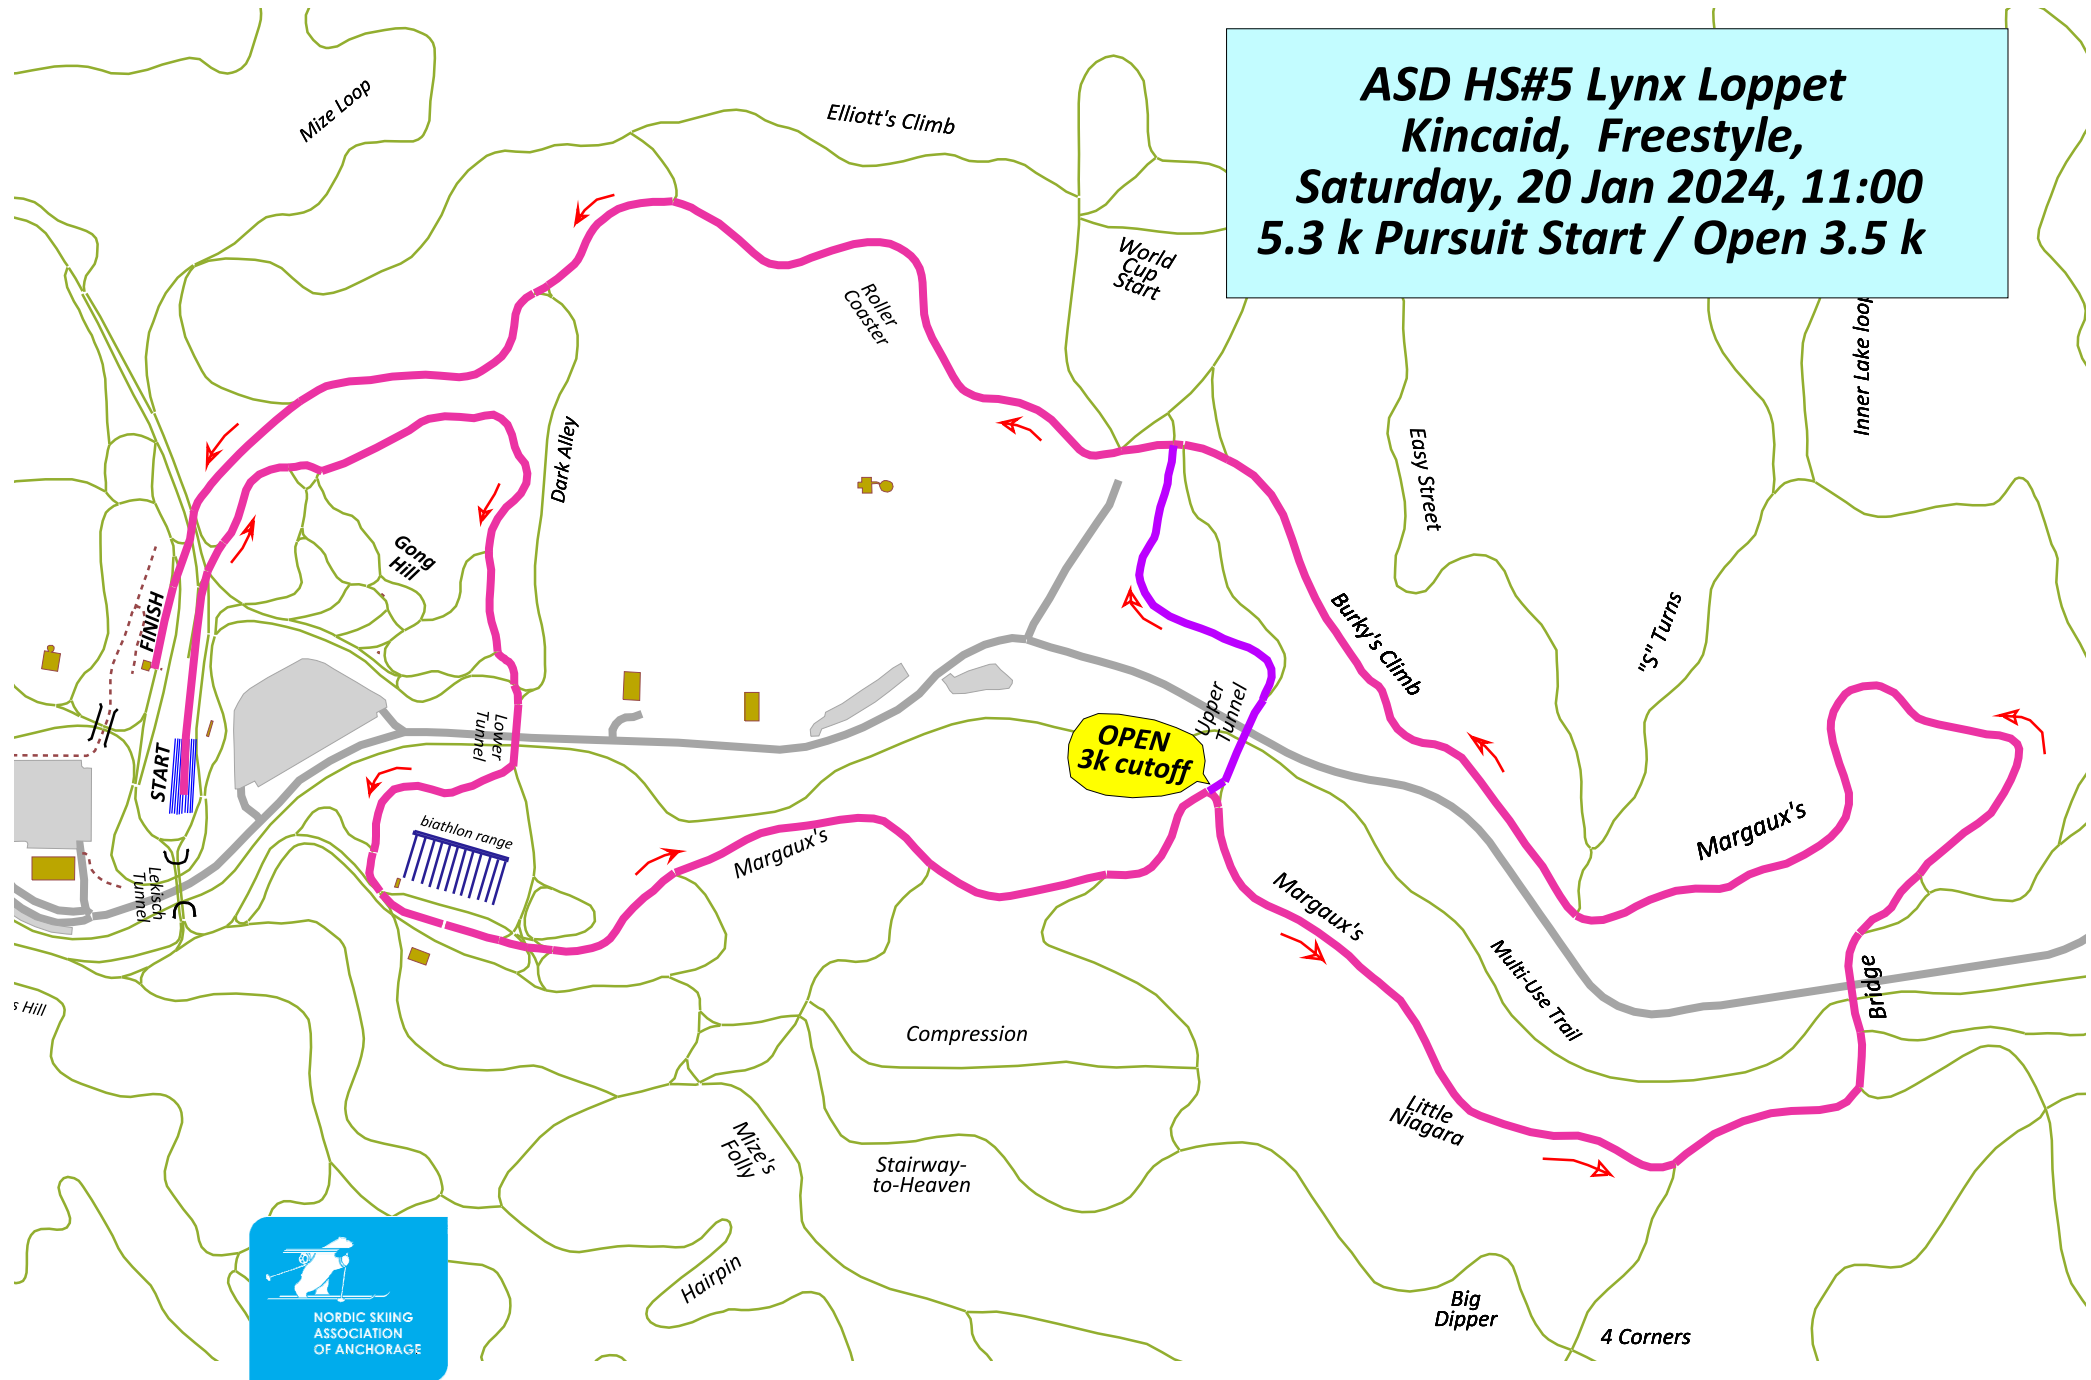 ASD HS#5 Lynx Loppet
Kincaid, Freestyle,
Saturday, 20 Jan 2024, 11:00
5.3 k Pursuit Start / Open 3.5 k
Mize Loop
Elliott's Climb
World
Cup
Start
Roller
Coaster
Inner Lake loop
Dark Alley
Easy Street
Gong
Hill
FINISH
Burky's Climb
"S" Turns
Upper
Tunnel
Lower
Tunnel
OPEN
3k cutoff
START
biathlon range
Margaux's
Margaux's
Lekisch
Tunnel
Margaux's
Multi-Use Trail
Bridge
s Hill
Compression
Little
Niagara
Mize's
Folly
Stairway-
to-Heaven
Hairpin
Big
Dipper
4 Corners
NORDIC SKIING
ASSOCIATION
OF ANCHORAGE